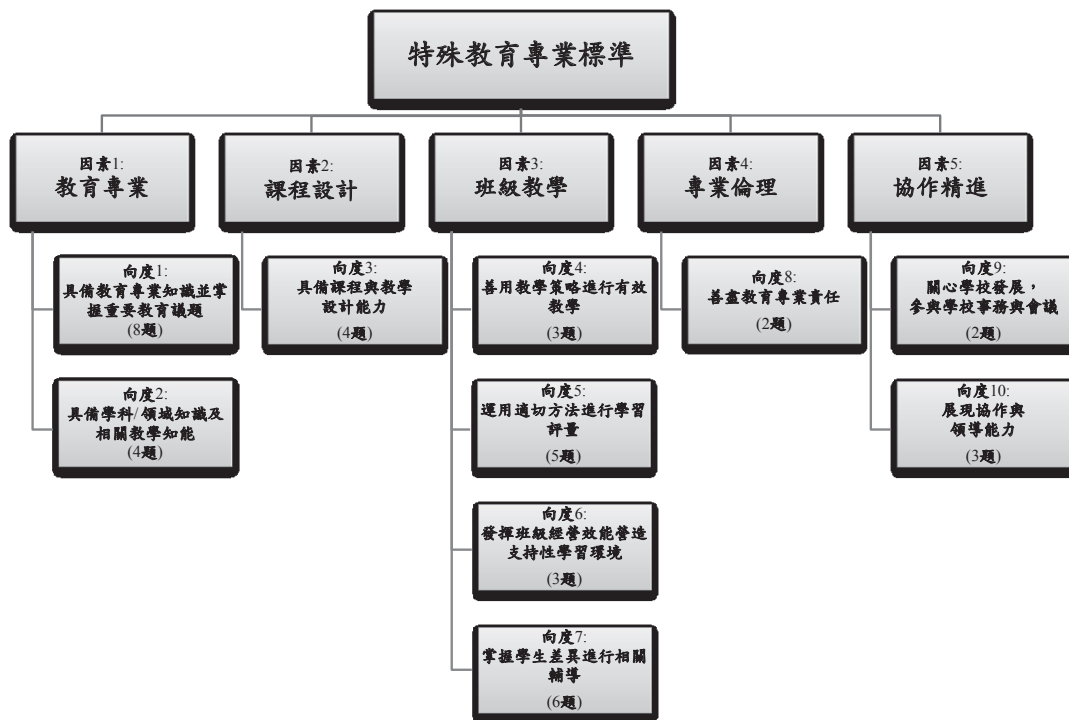 特殊教育專業標準
因素1:
教育專業
因素2:
課程設計
因素3:
班級教學
因素4:
專業倫理
因素5:
協作精進
向度1:
具備教育專業知識並掌
握重要教育議題
(8題)
向度2:
具備學科/領域知識及
相關教學知能
(4題)
向度3:
具備課程與教學
設計能力
(4題)
向度4:
善用教學策略進行有效
教學
(3題)
向度5:
運用適切方法進行學習
評量
(5題)
向度6:
發揮班級經營效能營造
支持性學習環境
(3題)
向度7:
掌握學生差異進行相關
輔導
(6題)
向度8:
善盡教育專業責任
(2題)
向度9:
關心學校發展，
參與學校事務與會議
(2題)
向度10:
展現協作與
領導能力
(3題)